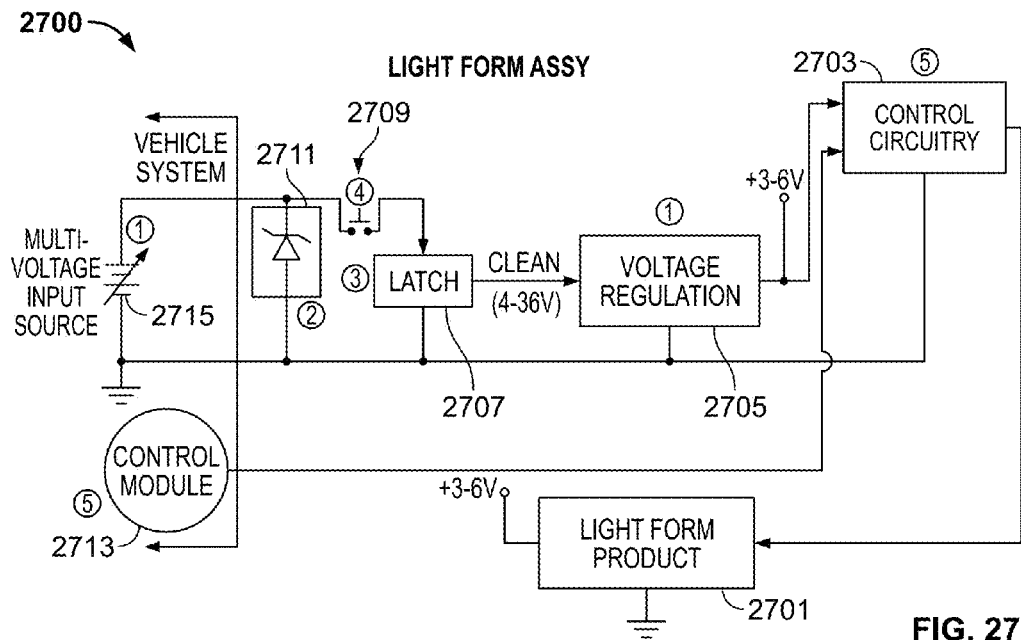 2700
LIGHT FORM ASSY
2703
⑤
CONTROL
CIRCUITRY
2709
VEHICLE
SYSTEM
2711
④
+3-6V
①
MULTI-
VOLTAGE
INPUT
SOURCE
2715
②
③
LATCH
CLEAN
(4-36V)
①
VOLTAGE
REGULATION
2707
2705
CONTROL
MODULE
⑤
2713
+3-6V
LIGHT FORM
PRODUCT
2701
FIG. 27